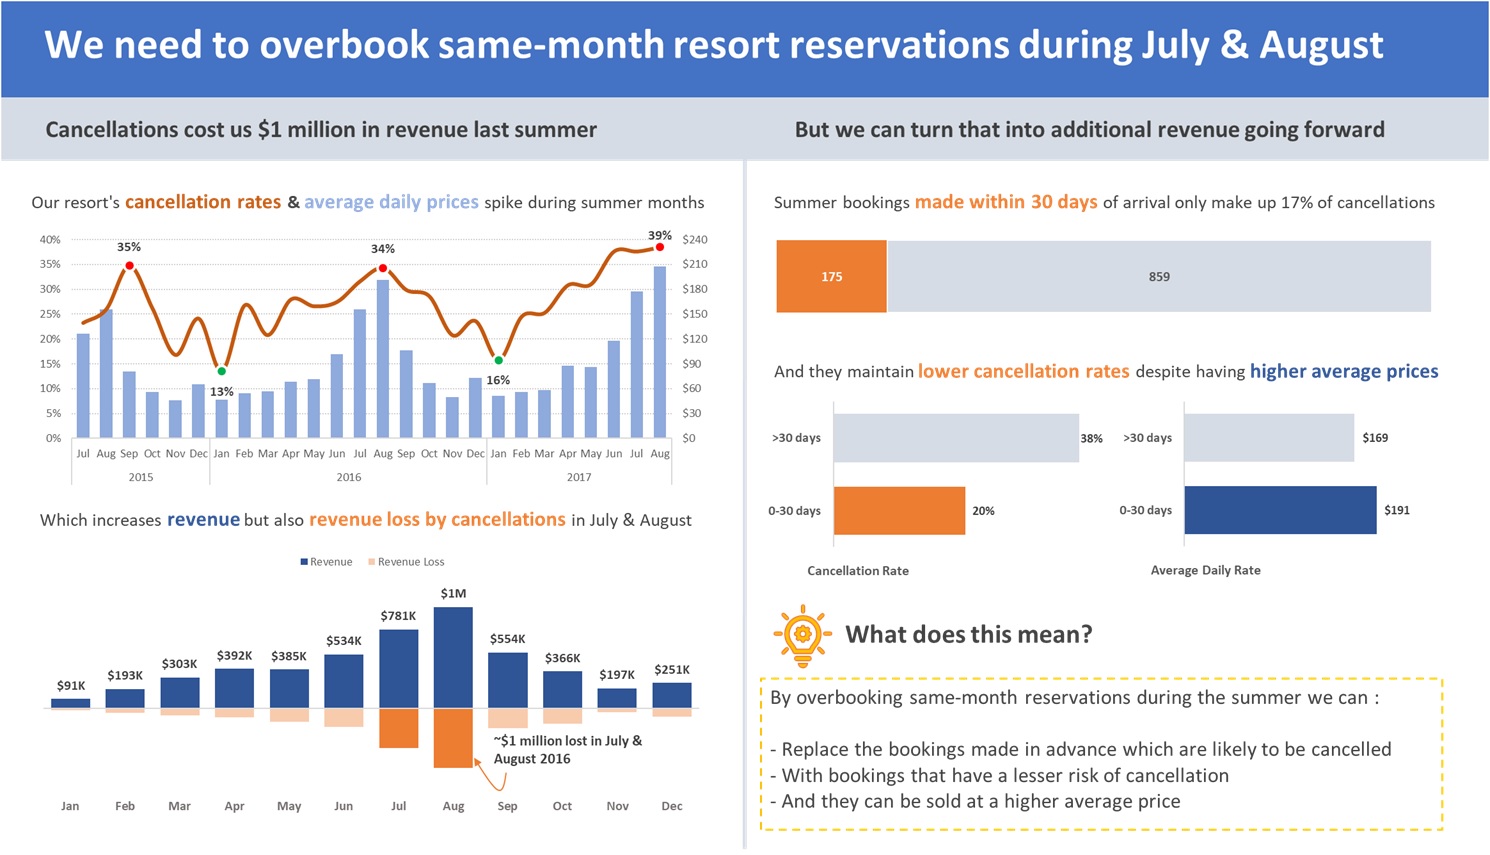 We need to overbook same-month resort reservations during July & August
Cancellations cost us $1 million in revenue last summer
Our resort's cancellation rates & average daily prices spike during summer months
40%
35%
30%
25%
20%
15%
10%
5%
0%
35%
13%
34%
16%
39%
$240
$210
$180
$150
$120
$90
$60
$30
$0
Jul Aug Sep Oct Nov Dec Jan Feb Mar Apr May Jun Jul Aug Sep Oct Nov Dec Jan Feb Mar Apr May Jun Jul Aug
2015 2016 2017
Which increases revenue but also revenue loss by cancellations in July & August
Revenue Revenue Loss
$91K
$193K
$303K
$392K
$385K
$534K
$781K
$1M
$554K
$366K
$197K
$251K
~$1 million lost in July &
August 2016
Jan Feb Mar Apr May Jun Jul Aug Sep Oct Nov Dec
But we can turn that into additional revenue going forward
Summer bookings made within 30 days of arrival only make up 17% of cancellations
175 859
And they maintain lower cancellation rates despite having higher average prices
>30 days 38%
0-30 days 20%
Cancellation Rate
>30 days $169
0-30 days $191
Average Daily Rate
What does this mean?
By overbooking same-month reservations during the summer we can :
- Replace the bookings made in advance which are likely to be cancelled
- With bookings that have a lesser risk of cancellation
- And they can be sold at a higher average price